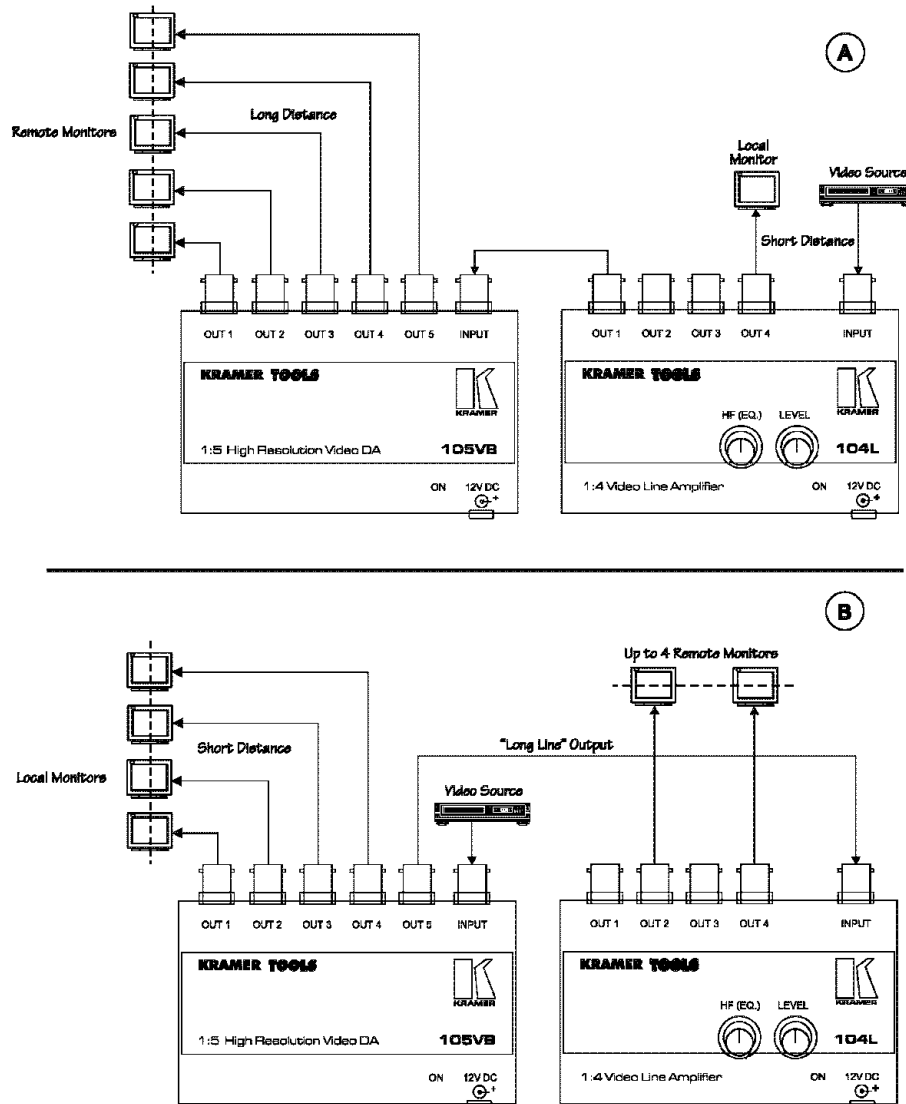 A
Remote Monitors
Long Distance
Local
Monitor
Video Source
Short Distance
OUT 1 OUT 2 OUT 3 OUT 4 OUT 5 INPUT
KRAMER TOOLS
KRAMER
1:5 High Resolution Video DA 105VB
ON 12V DC
+
OUT 1 OUT 2 OUT 3 OUT 4 INPUT
KRAMER TOOLS
KRAMER
HF (EQ.) LEVEL
104L
1:4 Video Line Amplifier ON 12V DC
+
B
Up to 4 Remote Monitors
"Long Line" Output
Short Distance
Local Monitors
Video Source
OUT 1 OUT 2 OUT 3 OUT 4 OUT 5 INPUT
KRAMER TOOLS
KRAMER
1:5 High Resolution Video DA 105VB
ON 12V DC
+
OUT 1 OUT 2 OUT 3 OUT 4 INPUT
KRAMER TOOLS
KRAMER
HF (EQ.) LEVEL
104L
1:4 Video Line Amplifier ON 12V DC
+